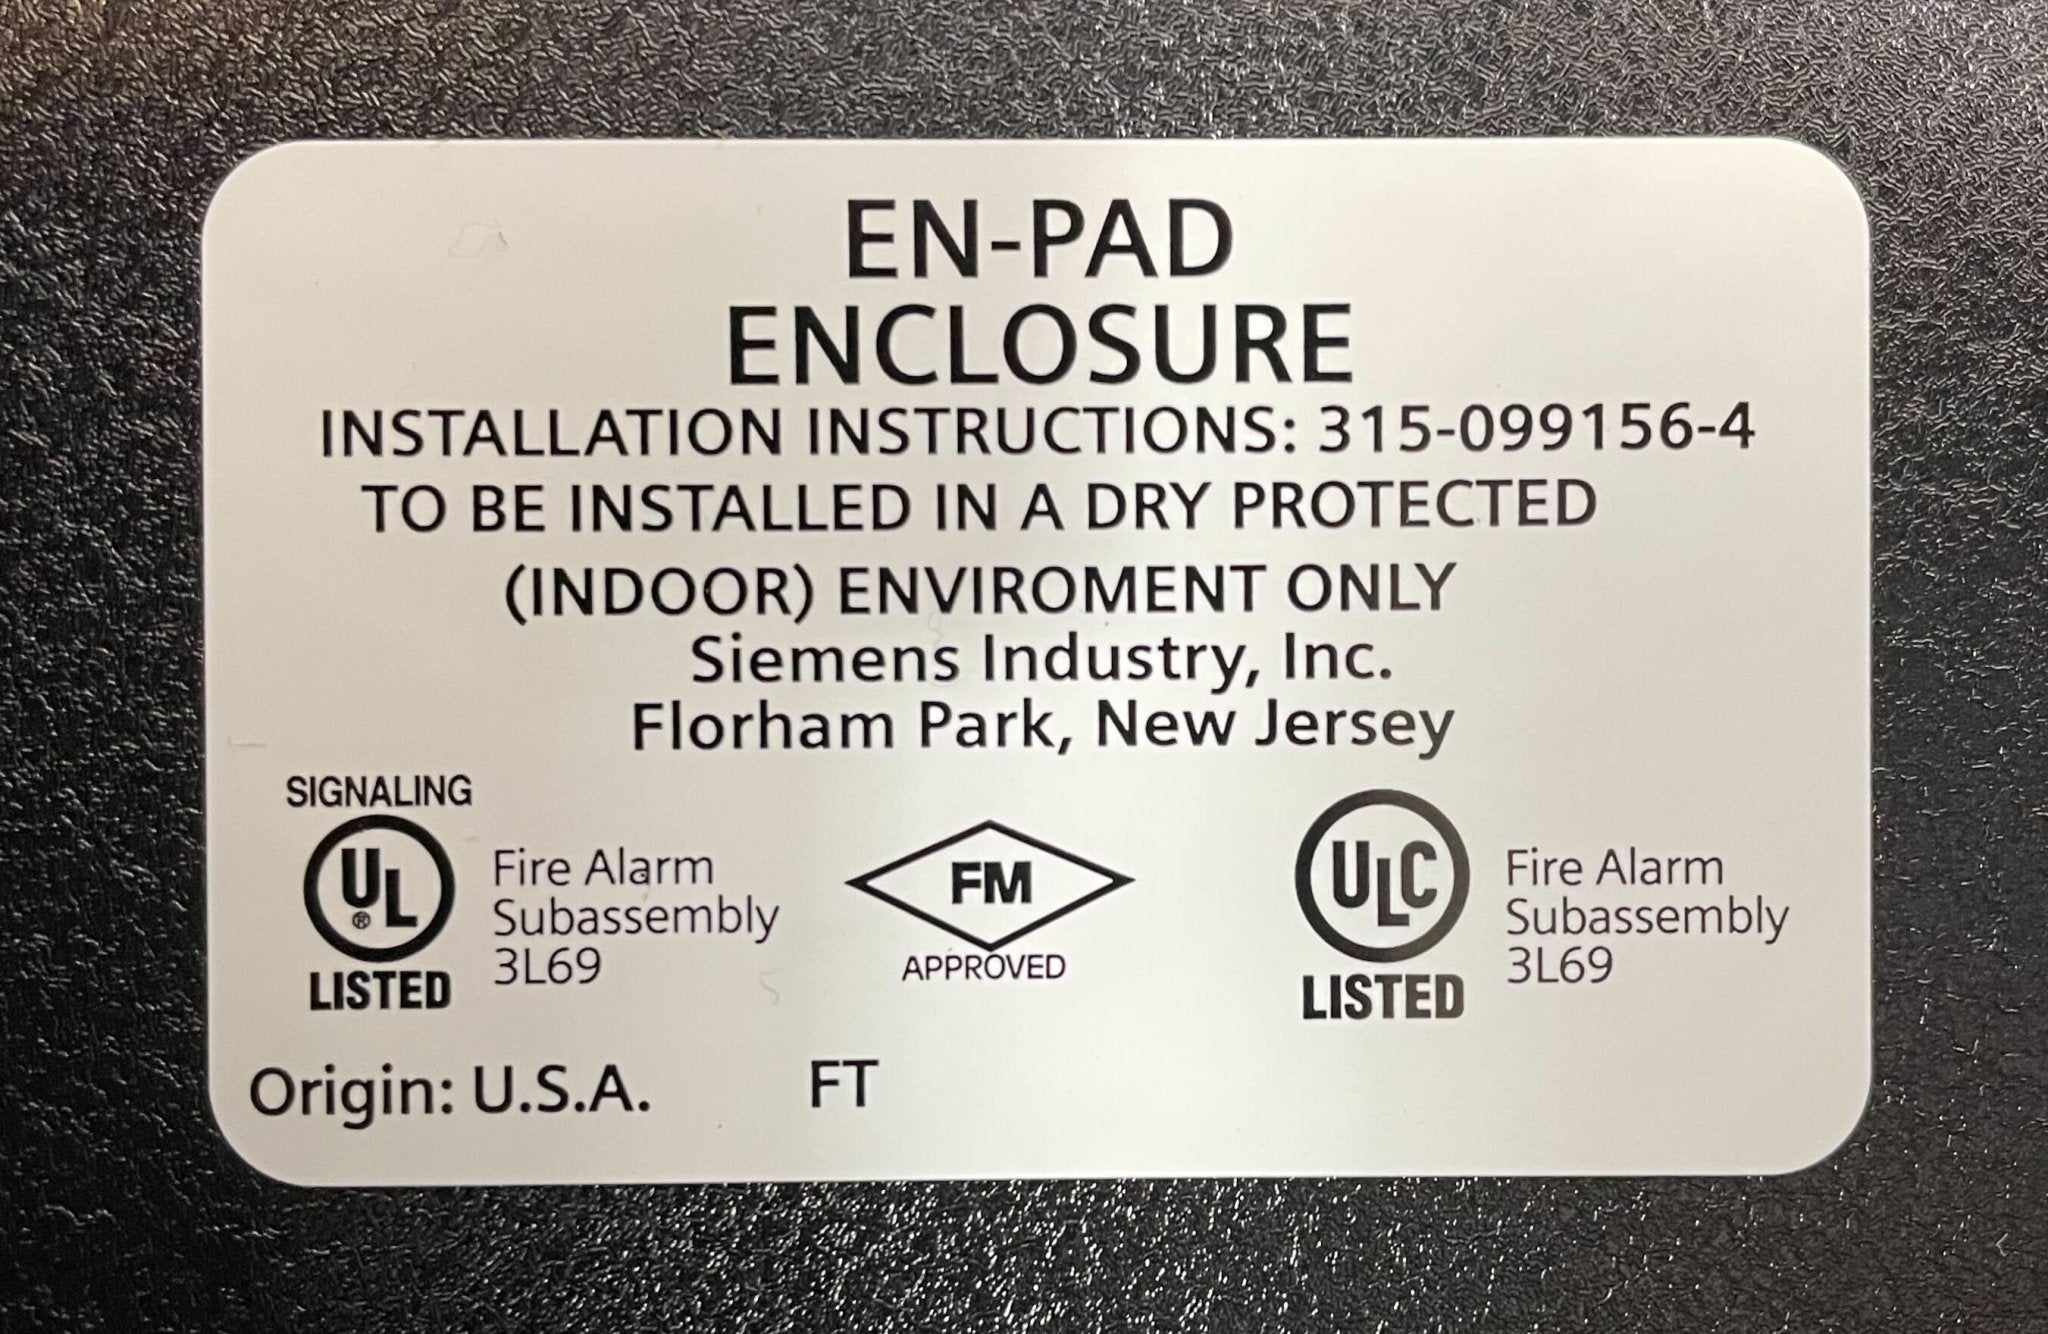 EN-PAD
ENCLOSURE
INSTALLATION INSTRUCTIONS: 315-099156-4
TO BE INSTALLED IN A DRY PROTECTED
(INDOOR) ENVIROMENT ONLY
Siemens Industry, Inc.
Florham Park, New Jersey
SIGNALING
UL®
LISTED
Fire Alarm
Subassembly
3L69
FM
APPROVED
ULC
LISTED
Fire Alarm
Subassembly
3L69
Origin: U.S.A. FT